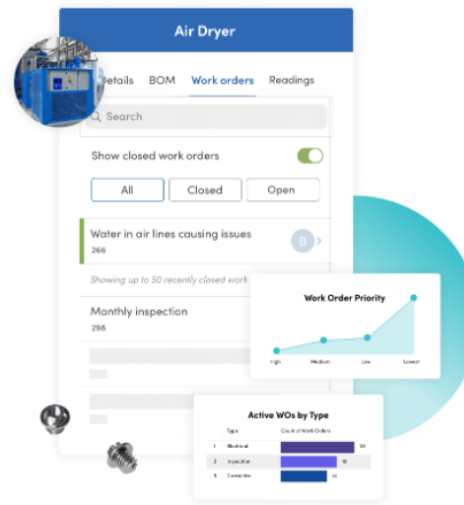 Air Dryer
Details BOM Work orders Readings
Search
Show closed work orders
All Closed Open
Water in air lines causing issues
266
B
Showing up to 50 recently closed work
Monthly inspection
298
Work Order Priority
High Medium Low Lowest
Active WOs by Type
Type Count of Work Orders
1 Electrical
2 Inspection
3 Corrective